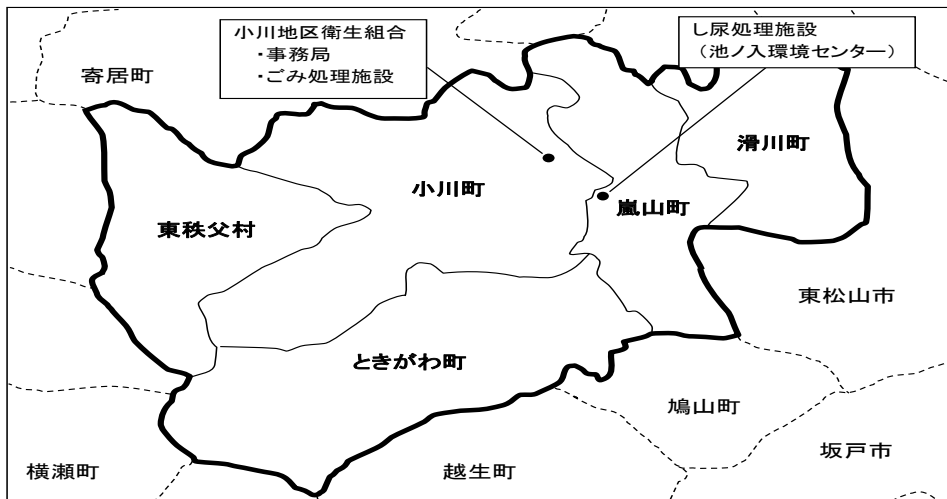 小川地区衛生組合
・事務局
・ごみ処理施設
し尿処理施設
（池ノ入環境センター）
寄居町
滑川町
小川町
嵐山町
東秩父村
東松山市
ときがわ町
鳩山町
坂戸市
横瀬町
越生町